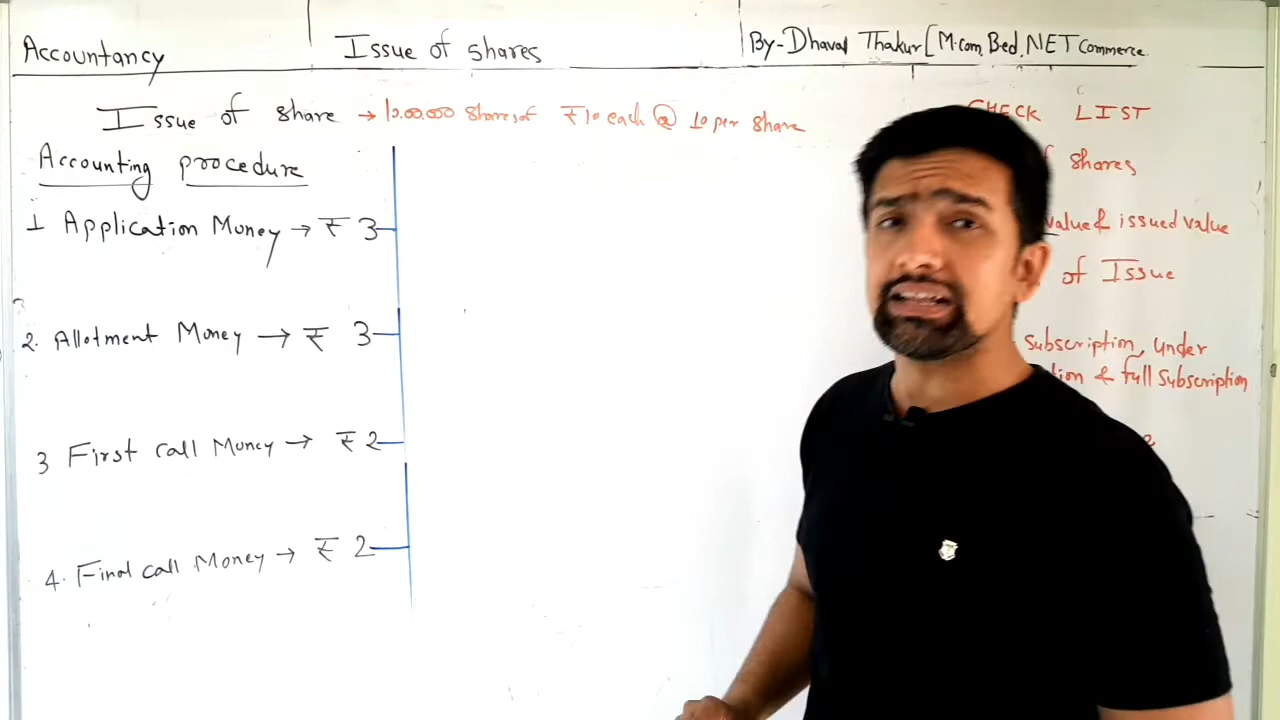 Accountancy
Issue of shares
By-Dhaval Thakur [M.com, B.ed, NET Commerce.
Issue of share → 10,00,000 Shares of ₹10 each @ 10 per share
CHECK LIST
Accounting procedure
shares
1 Application Money → ₹ 3
value & issued value
of Issue
2. Allotment Money → ₹ 3
Subscription, under
& full Subscription
3 First call Money → ₹ 2
4. Final call Money → ₹ 2